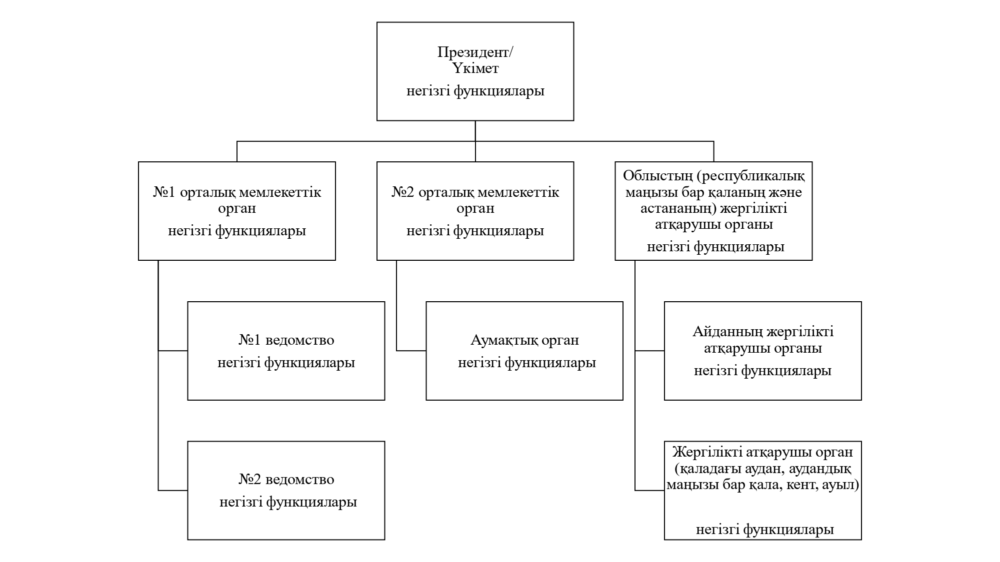 Президент/
Үкімет
негізгі функциялары
№1 орталық мемлекеттік
орган
негізгі функциялары
№2 орталық мемлекеттік
орган
негізгі функциялары
Облыстың (республикалық
маңызы бар қаланың және
астананың) жергілікті
атқарушы органы
негізгі функциялары
№1 ведомство
негізгі функциялары
Аумақтық орган
негізгі функциялары
Айданның жергілікті
атқарушы органы
негізгі функциялары
№2 ведомство
негізгі функциялары
Жергілікті атқарушы орган
(қаладағы аудан, аудандық
маңызы бар қала, кент, ауыл)
негізгі функциялары